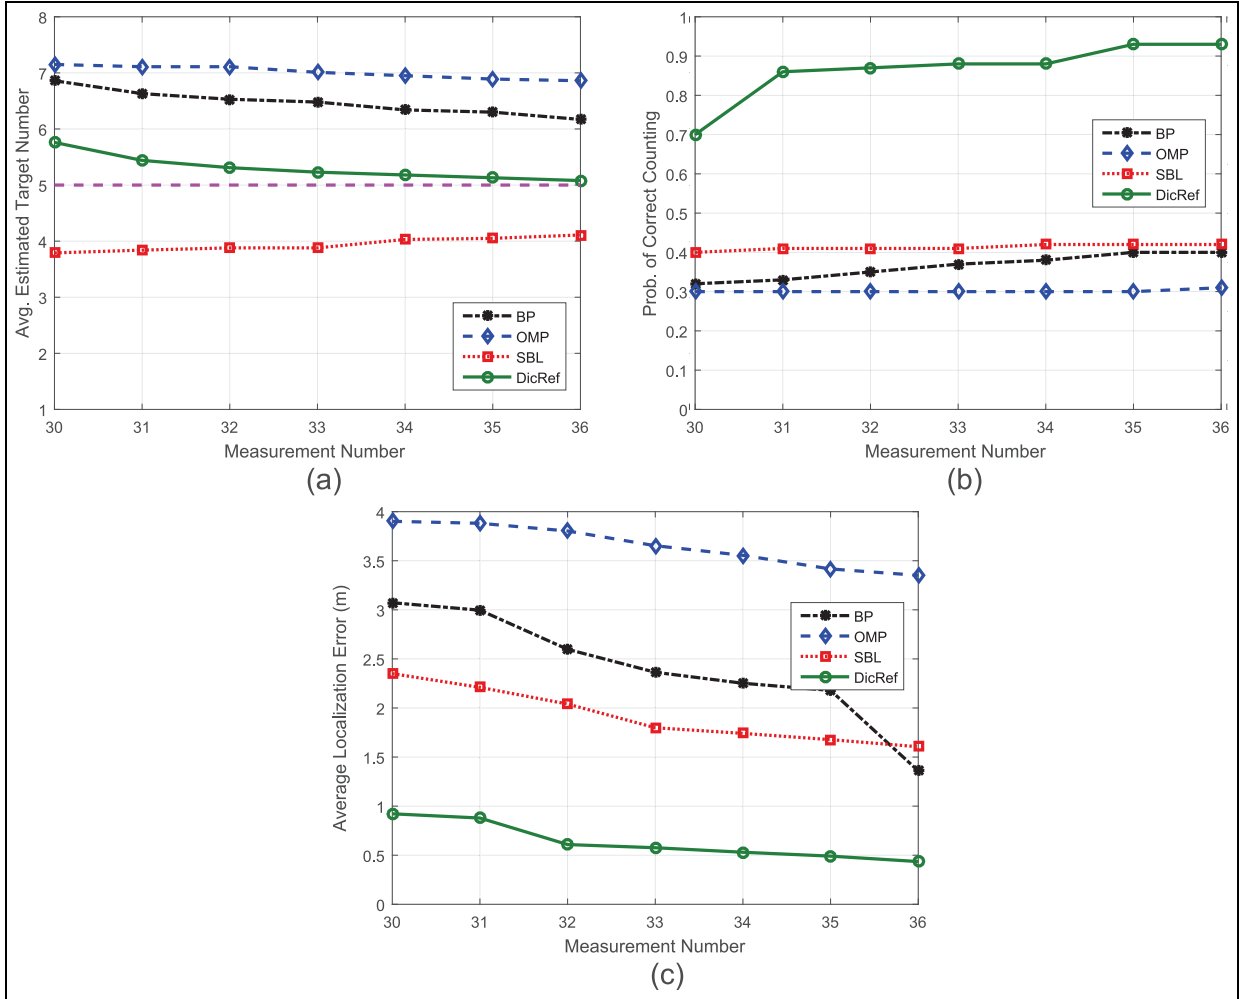 8
7
6
5
4
3
2
1
Avg. Estimated Target Number
BP
OMP
SBL
DicRef
30 31 32 33 34 35 36
Measurement Number
(a)
1
0.9
0.8
0.7
0.6
0.5
0.4
0.3
0.2
0.1
0
Prob. of Correct Counting
BP
OMP
SBL
DicRef
30 31 32 33 34 35 36
Measurement Number
(b)
4
3.5
3
2.5
2
1.5
1
0.5
0
Average Localization Error (m)
BP
OMP
SBL
DicRef
30 31 32 33 34 35 36
Measurement Number
(c)